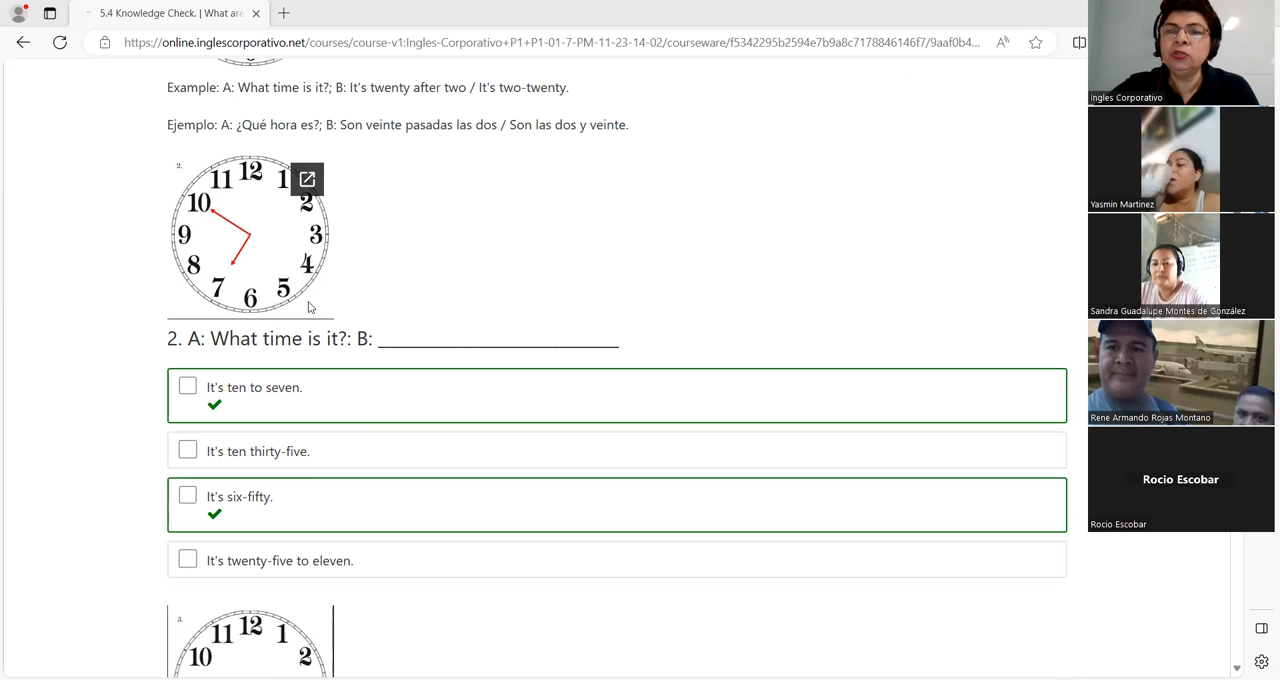 5.4 Knowledge Check. | What are
https://online.inglescorporativo.net/courses/course-v1:Ingles-Corporativo+P1+P1-01-7-PM-11-23-14-02/courseware/f5342295b2594e7b9a8c7178846146f7/9aaf0b4...
Example: A: What time is it?; B: It's twenty after two / It's two-twenty.
Ejemplo: A: ¿Qué hora es?; B: Son veinte pasadas las dos / Son las dos y veinte.
2.
12
11 1
10 2
9 3
8 4
7 5
6
2. A: What time is it?: B: ____________________
It's ten to seven.
It's ten thirty-five.
It's six-fifty.
It's twenty-five to eleven.
3.
12
11 1
10 2
Ingles Corporativo
Yasmin Martinez
Sandra Guadalupe Montes de González
Rene Armando Rojas Montano
Rocio Escobar
Rocio Escobar